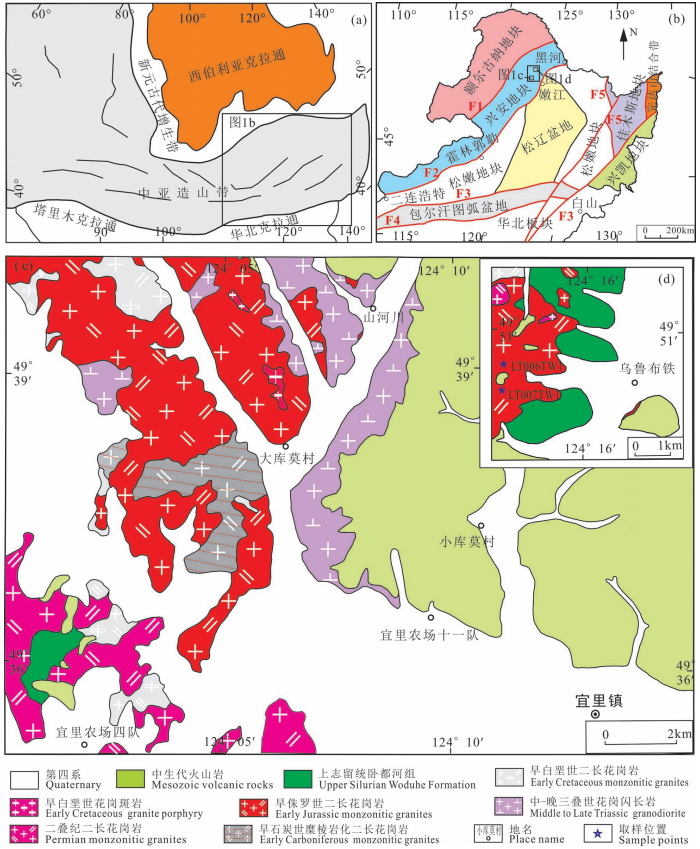 60° 80° 100° 120° 140° (a)
50°
50°
40°
40°
西伯利亚克拉通
新元古代增生带
图1b
中亚造山带
塔里木克拉通
华北克拉通
80° 100° 120° 140°
110° 115° 120° 125° 130° (b)
N
额尔古纳地块
黑河
图1c
图1d
嫩江
兴安地块
F1
F5
佳木斯地块
结合带
F5
45°
松辽盆地
霍林郭勒
松嫩地块
松嫩地块
兴凯地块
F2
二连浩特
F3
白山
F4
包尔汗图弧盆地
华北板块
F3
40°
115° 120° 130°
0 200km
(c)
124° 05′
124° 10′
山河川
49°
39′
49°
39′
大库莫村
小库莫村
宜里农场十一队
49°
36′
49°
36′
宜里镇
宜里农场四队
124° 05′
124° 10′
0 2km
(d)
124° 16′
49°
51′
49°
51′
乌鲁布铁
LT006TW1
LT007TW1
124° 16′
0 1km
第四系
Quaternary
中生代火山岩
Mesozoic volcanic rocks
上志留统卧都河组
Upper Silurian Woduhe Formation
早白垩世二长花岗岩
Early Cretaceous monzonitic granites
早白垩世花岗斑岩
Early Cretaceous granite porphyry
早侏罗世二长花岗岩
Early Jurassic monzonitic granites
中-晚三叠世花岗闪长岩
Middle to Late Triassic granodiorite
二叠纪二长花岗岩
Permian monzonitic granites
早石炭世糜棱岩化二长花岗岩
Early Carboniferous monzonitic granites
小库莫村
地名
Place name
取样位置
Sample points